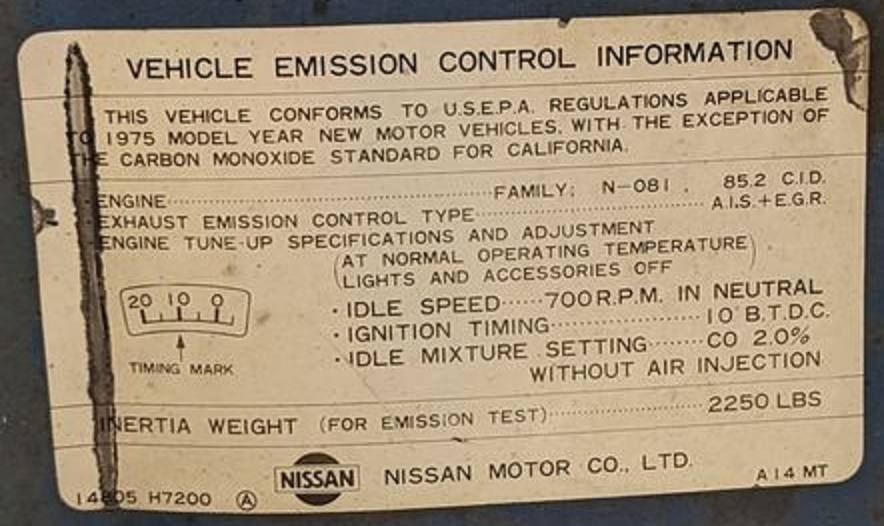 VEHICLE EMISSION CONTROL INFORMATION
THIS VEHICLE CONFORMS TO U.S.E.P.A. REGULATIONS APPLICABLE
TO 1975 MODEL YEAR NEW MOTOR VEHICLES, WITH THE EXCEPTION OF
THE CARBON MONOXIDE STANDARD FOR CALIFORNIA.
ENGINE····················FAMILY: N-081 , 85.2 C.I.D.
EXHAUST EMISSION CONTROL TYPE····················A.I.S.+E.G.R.
ENGINE TUNE-UP SPECIFICATIONS AND ADJUSTMENT
(AT NORMAL OPERATING TEMPERATURE
LIGHTS AND ACCESSORIES OFF)
20 10 0
TIMING MARK
·IDLE SPEED······700 R.P.M. IN NEUTRAL
·IGNITION TIMING····················10° B.T.D.C.
·IDLE MIXTURE SETTING········CO 2.0%
WITHOUT AIR INJECTION
INERTIA WEIGHT (FOR EMISSION TEST)····················2250 LBS
NISSAN NISSAN MOTOR CO., LTD.
14805 H7200 Ⓐ A14 MT